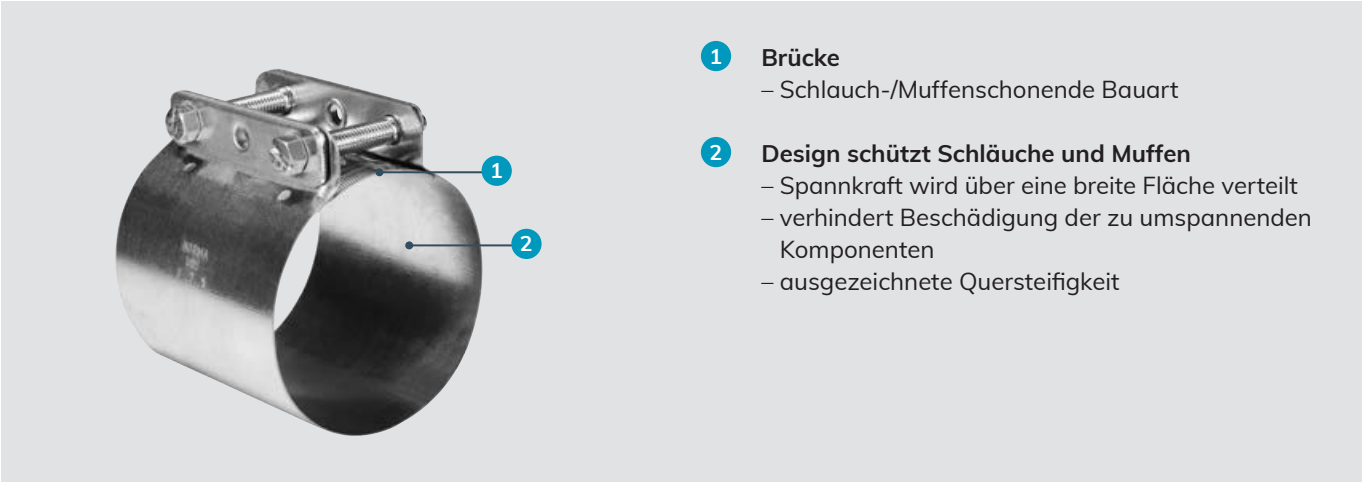 1 Brücke
– Schlauch-/Muffenschonende Bauart
2 Design schützt Schläuche und Muffen
– Spannkraft wird über eine breite Fläche verteilt
– verhindert Beschädigung der zu umspannenden
Komponenten
– ausgezeichnete Quersteifigkeit
1
2